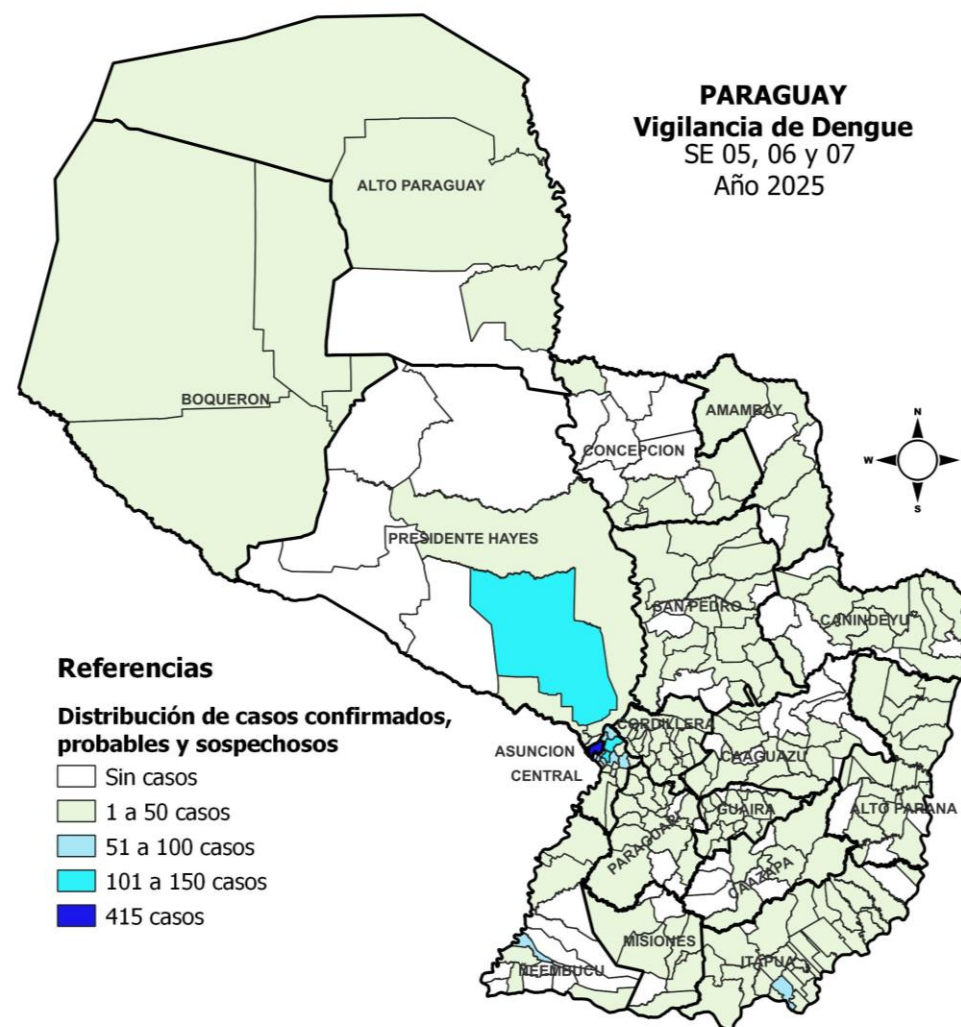 PARAGUAY
Vigilancia de Dengue
SE 05, 06 y 07
Año 2025
ALTO PARAGUAY
BOQUERON
AMAMBAY
CONCEPCION
N
W
S
PRESIDENTE HAYES
SAN PEDRO
CANINDEYU
Referencias
Distribución de casos confirmados,
probables y sospechosos
Sin casos
1 a 50 casos
51 a 100 casos
101 a 150 casos
415 casos
CORDILLERA
ASUNCION
CENTRAL
CAAGUAZU
GUAIRA
ALTO PARANA
PARAGUARI
CAAZAPA
MISIONES
ITAPUA
ÑEEMBUCU